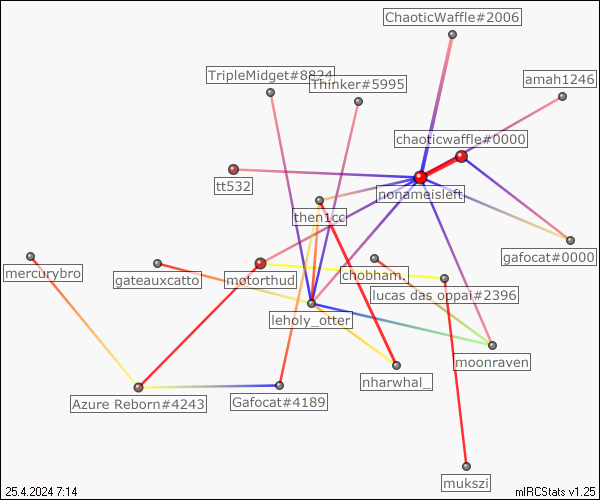 ChaoticWaffle#2006
TripleMidget#8824
Thinker#5995
amah1246
chaoticwaffle#0000
tt532
nonameisleft
then1cc
gafocat#0000
mercurybro
gateauxcatto
motorthud
chobham.
lucas das oppai#2396
leholy_otter
moonraven
nharwhal_
Azure Reborn#4243
Gafocat#4189
mukszi
25.4.2024 7:14
mIRCStats v1.25